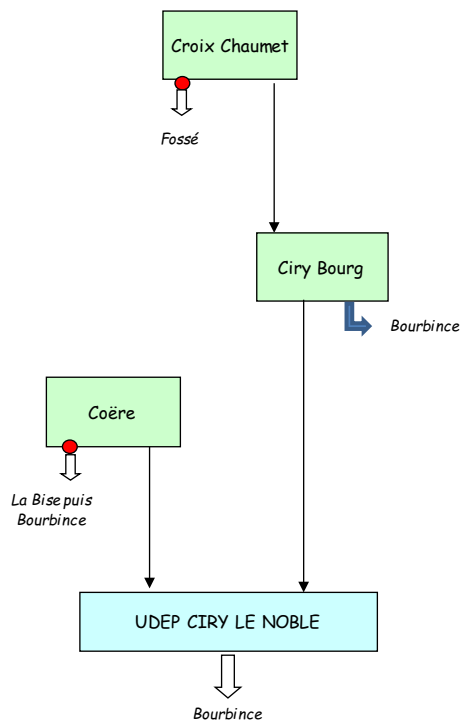 Croix Chaumet
Fossé
Ciry Bourg
Bourbince
Coëre
La Bise puis
Bourbince
UDEP CIRY LE NOBLE
Bourbince